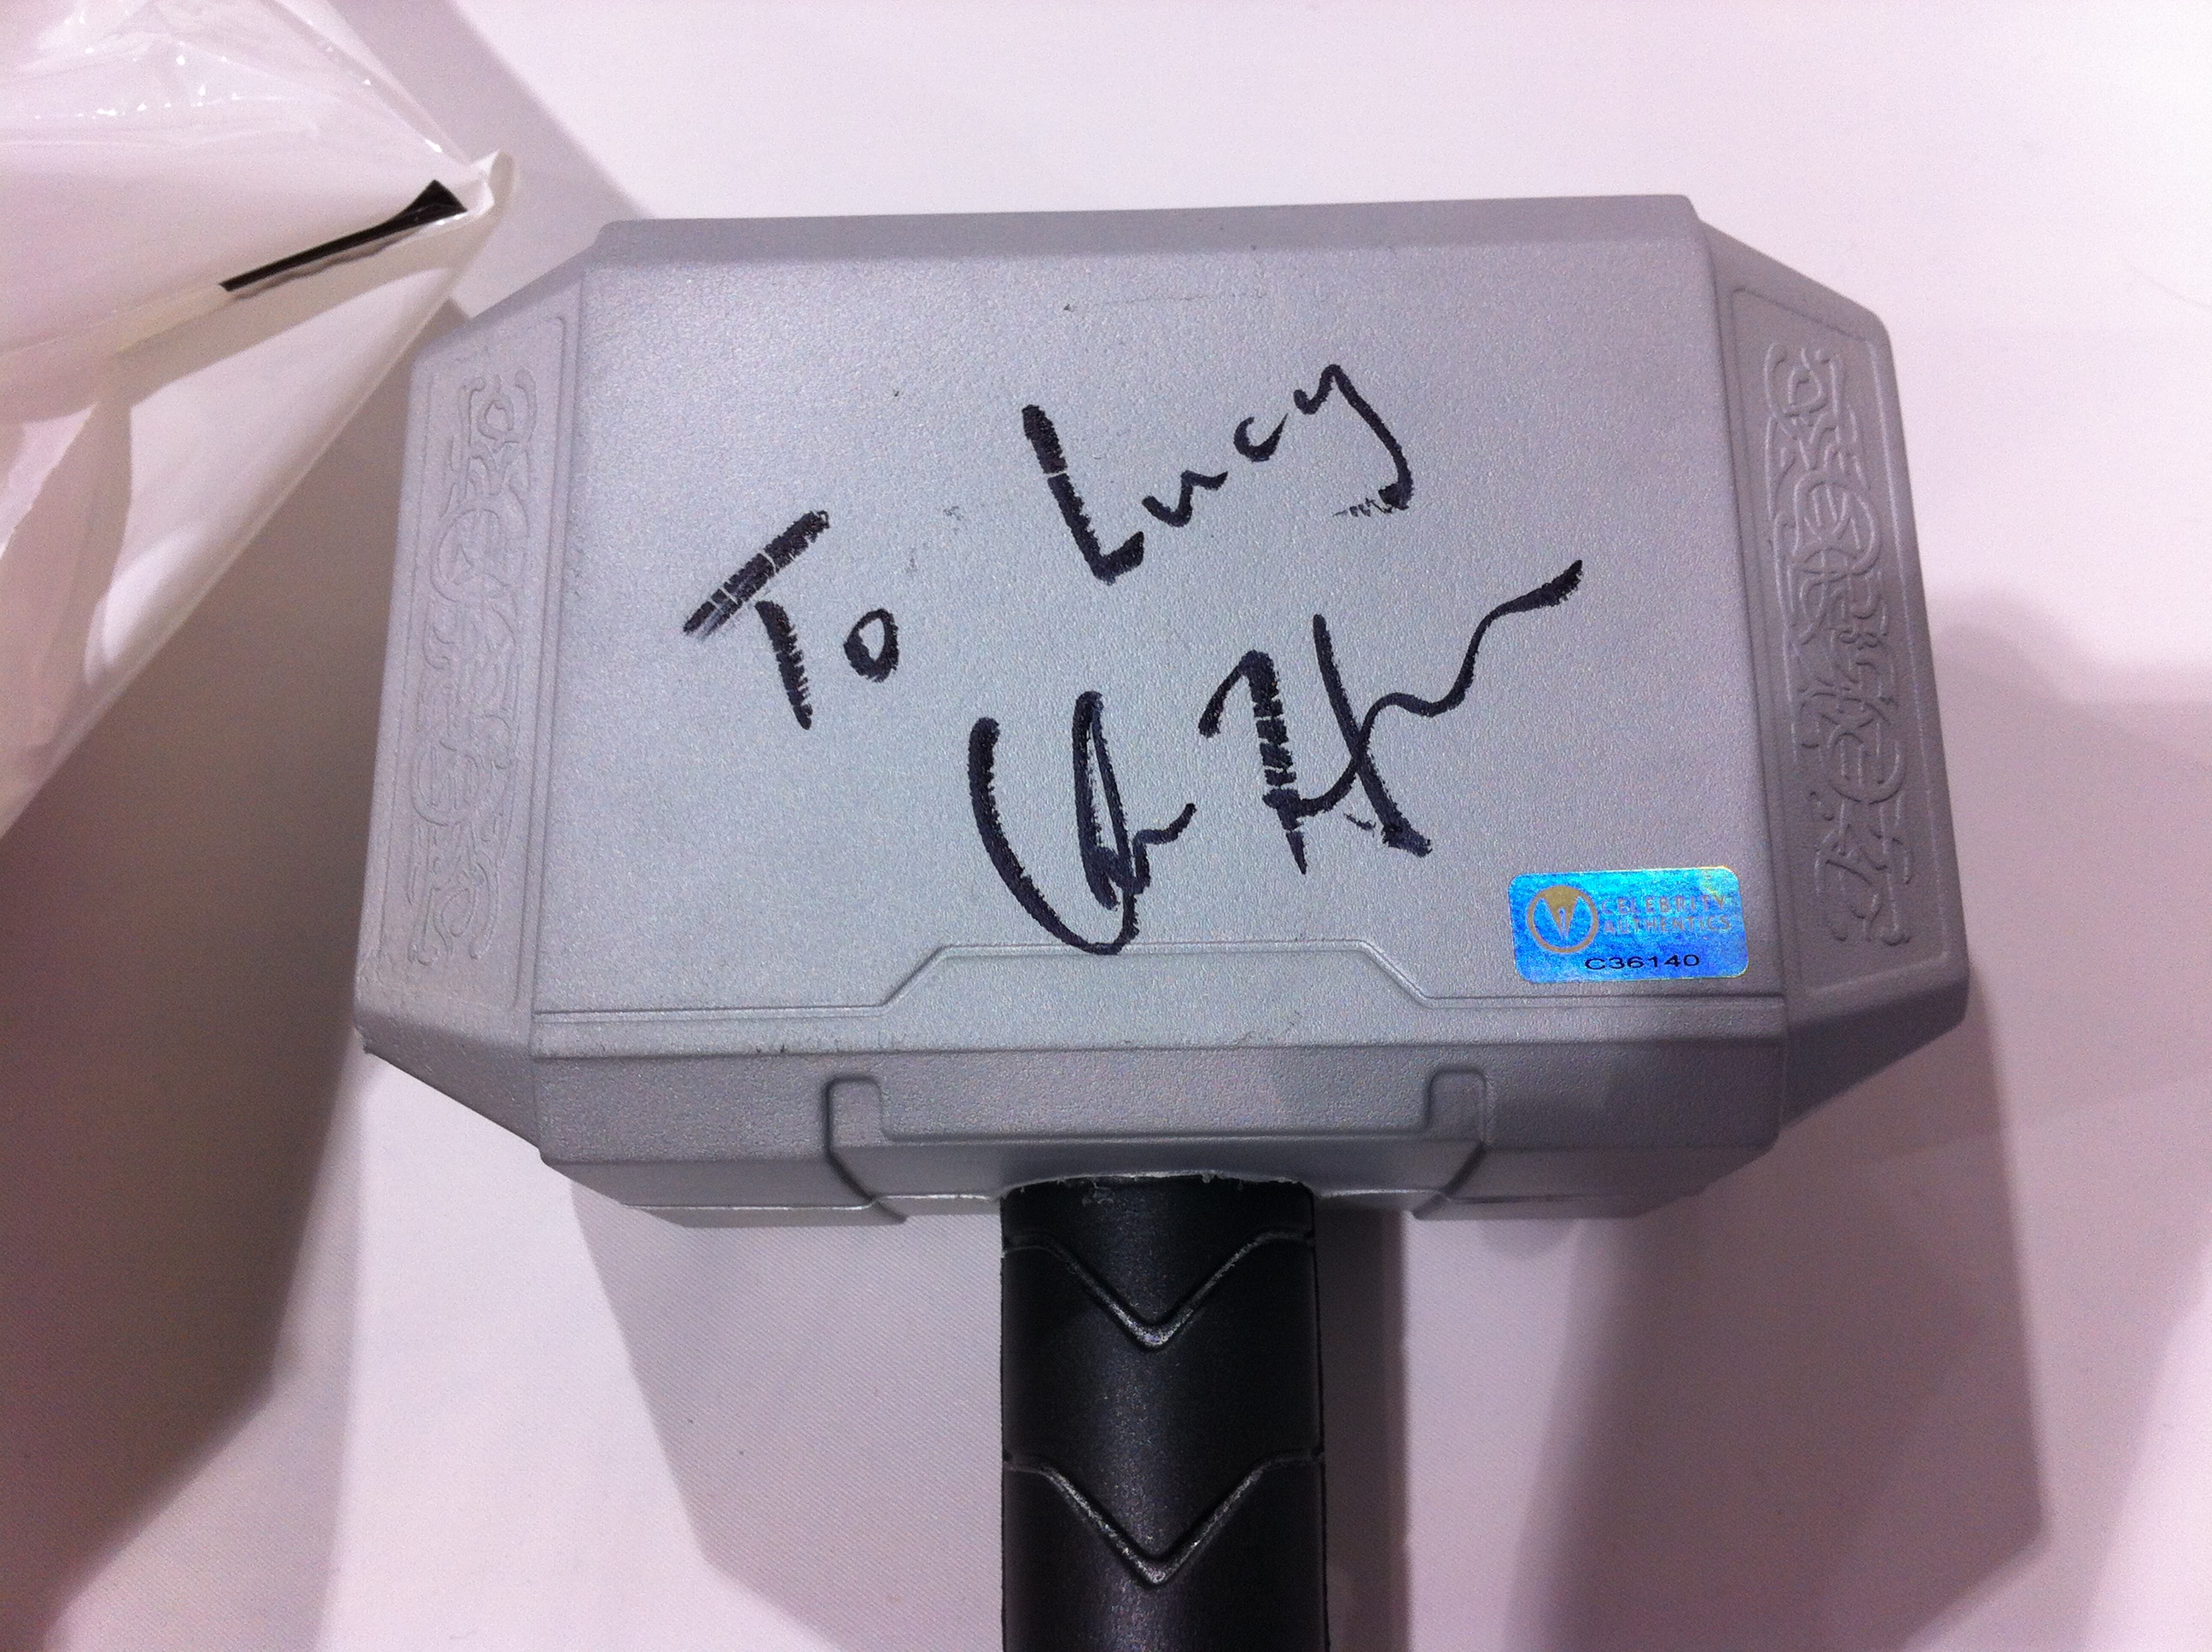 To Lucy
CELEBRITY
AUTHENTICS
C36140